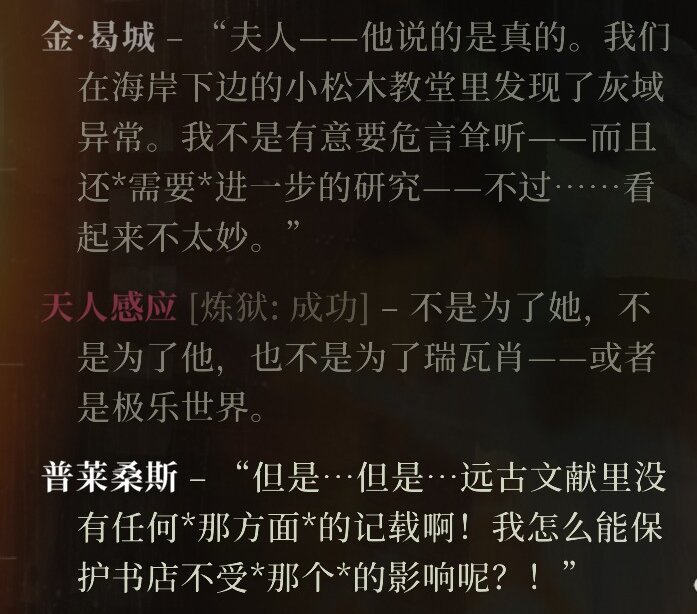 金·曷城 – “夫人——他说的是真的。我们
在海岸下边的小松木教堂里发现了灰域
异常。我不是有意要危言耸听——而且
还*需要*进一步的研究——不过……看
起来不太妙。”
天人感应 [炼狱: 成功] – 不是为了她，不
是为了他，也不是为了瑞瓦肖——或者
是极乐世界。
普莱桑斯 – “但是…但是…远古文献里没
有任何*那方面*的记载啊！我怎么能保
护书店不受*那个*的影响呢？！”